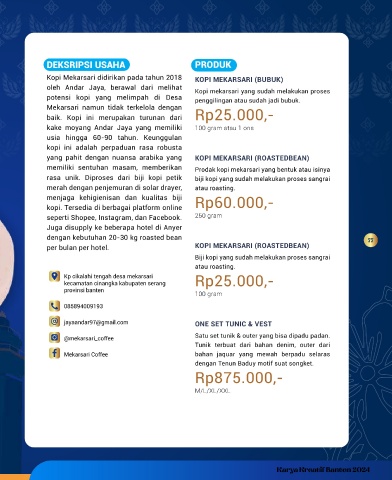 DEKSRIPSI USAHA
Kopi Mekarsari didirikan pada tahun 2018
oleh Andar Jaya, berawal dari melihat
potensi kopi yang melimpah di Desa
Mekarsari namun tidak terkelola dengan
baik. Kopi ini merupakan turunan dari
kake moyang Andar Jaya yang memiliki
usia hingga 60-90 tahun. Keunggulan
kopi ini adalah perpaduan rasa robusta
yang pahit dengan nuansa arabika yang
memiliki sentuhan masam, memberikan
rasa unik. Diproses dari biji kopi petik
merah dengan penjemuran di solar drayer,
menjaga kehigienisan dan kualitas biji
kopi. Tersedia di berbagai platform online
seperti Shopee, Instagram, dan Facebook.
Juga disupply ke beberapa hotel di Anyer
dengan kebutuhan 20-30 kg roasted bean
per bulan per hotel.
Kp cikalahi tengah desa mekarsari
kecamatan cinangka kabupaten serang
provinsi banten
085894009193
jayaandar97@gmail.com
@mekarsari_coffee
Mekarsari Coffee
PRODUK
KOPI MEKARSARI (BUBUK)
Kopi mekarsari yang sudah melakukan proses
penggilingan atau sudah jadi bubuk.
Rp25.000,-
100 gram atau 1 ons
KOPI MEKARSARI (ROASTEDBEAN)
Prodak kopi mekarsari yang bentuk atau isinya
biji kopi yang sudah melakukan proses sangrai
atau roasting.
Rp60.000,-
250 gram
KOPI MEKARSARI (ROASTEDBEAN)
Biji kopi yang sudah melakukan proses sangrai
atau roasting.
Rp25.000,-
100 gram
ONE SET TUNIC & VEST
Satu set tunik & outer yang bisa dipadu padan.
Tunik terbuat dari bahan denim, outer dari
bahan jaquar yang mewah berpadu selaras
dengan Tenun Baduy motif suat songket.
Rp875.000,-
M/L/XL/XXL
Karya Kreatif Banten 2024